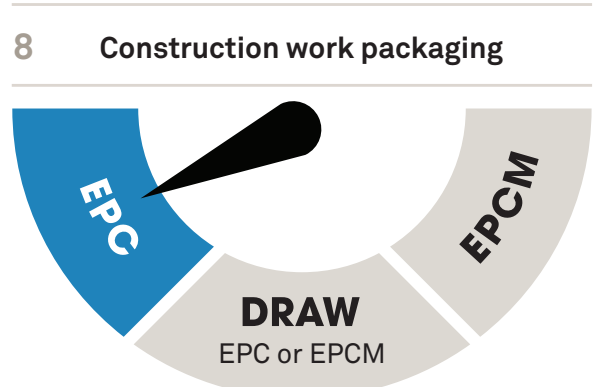 8 Construction work packaging
EPC
EPCM
DRAW
EPC or EPCM